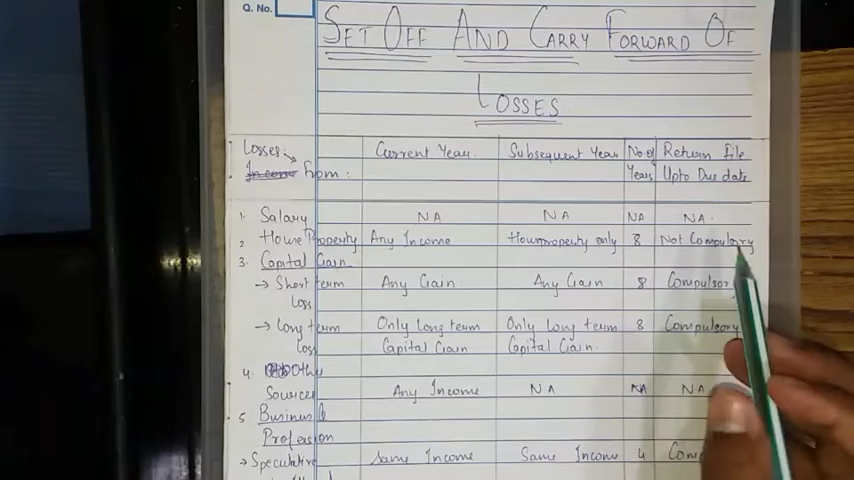 Q. No.
SET OFF AND CARRY FORWARD OF
LOSSES
Losses Current Year. Subsequent Year No of Return file
Income from: Years Upto Due date
1. Salary NA NA NA NA.
2 House Property Any Income Houseproperty only 8 Not Compulory
3. Capital Gain
→ Short term Any Gain Any Gain 8 Compulsory
Loss
→ Long term Only Long term Only Long term 8 Compulsory
Loss Capital Gain Capital Gain.
4. Other
Sources Any Income NA NA NA
5 Business &
Profession
→ Speculative Same Income Same Income 4